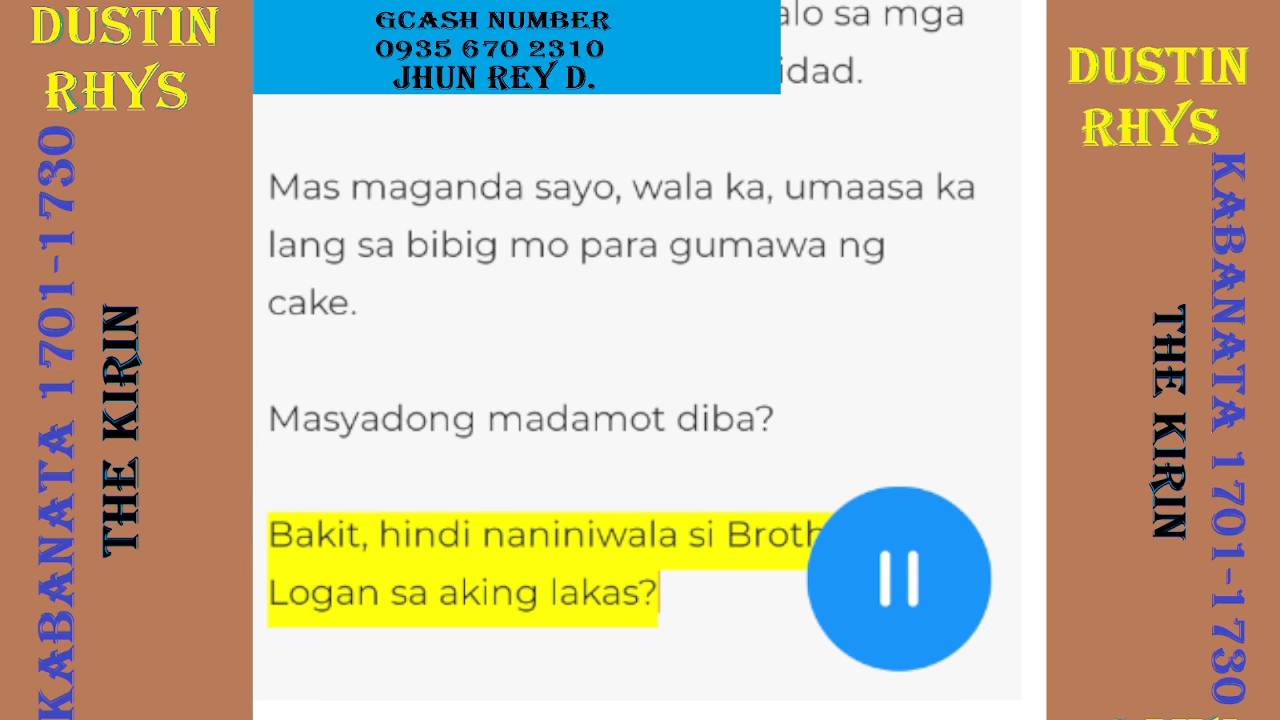 DUSTIN
RHYS
KABANATA 1701-1730
THE KIRIN
GCASH NUMBER
0935 670 2310
JHUN REY D.
sa mga
Mas maganda sayo, wala ka, umaasa ka
lang sa bibig mo para gumawa ng
cake.
Masyadong madamot diba?
Bakit, hindi naniniwala si
Logan sa aking lakas?
DUSTIN
RHYS
KABANATA 1701-1730
THE KIRIN